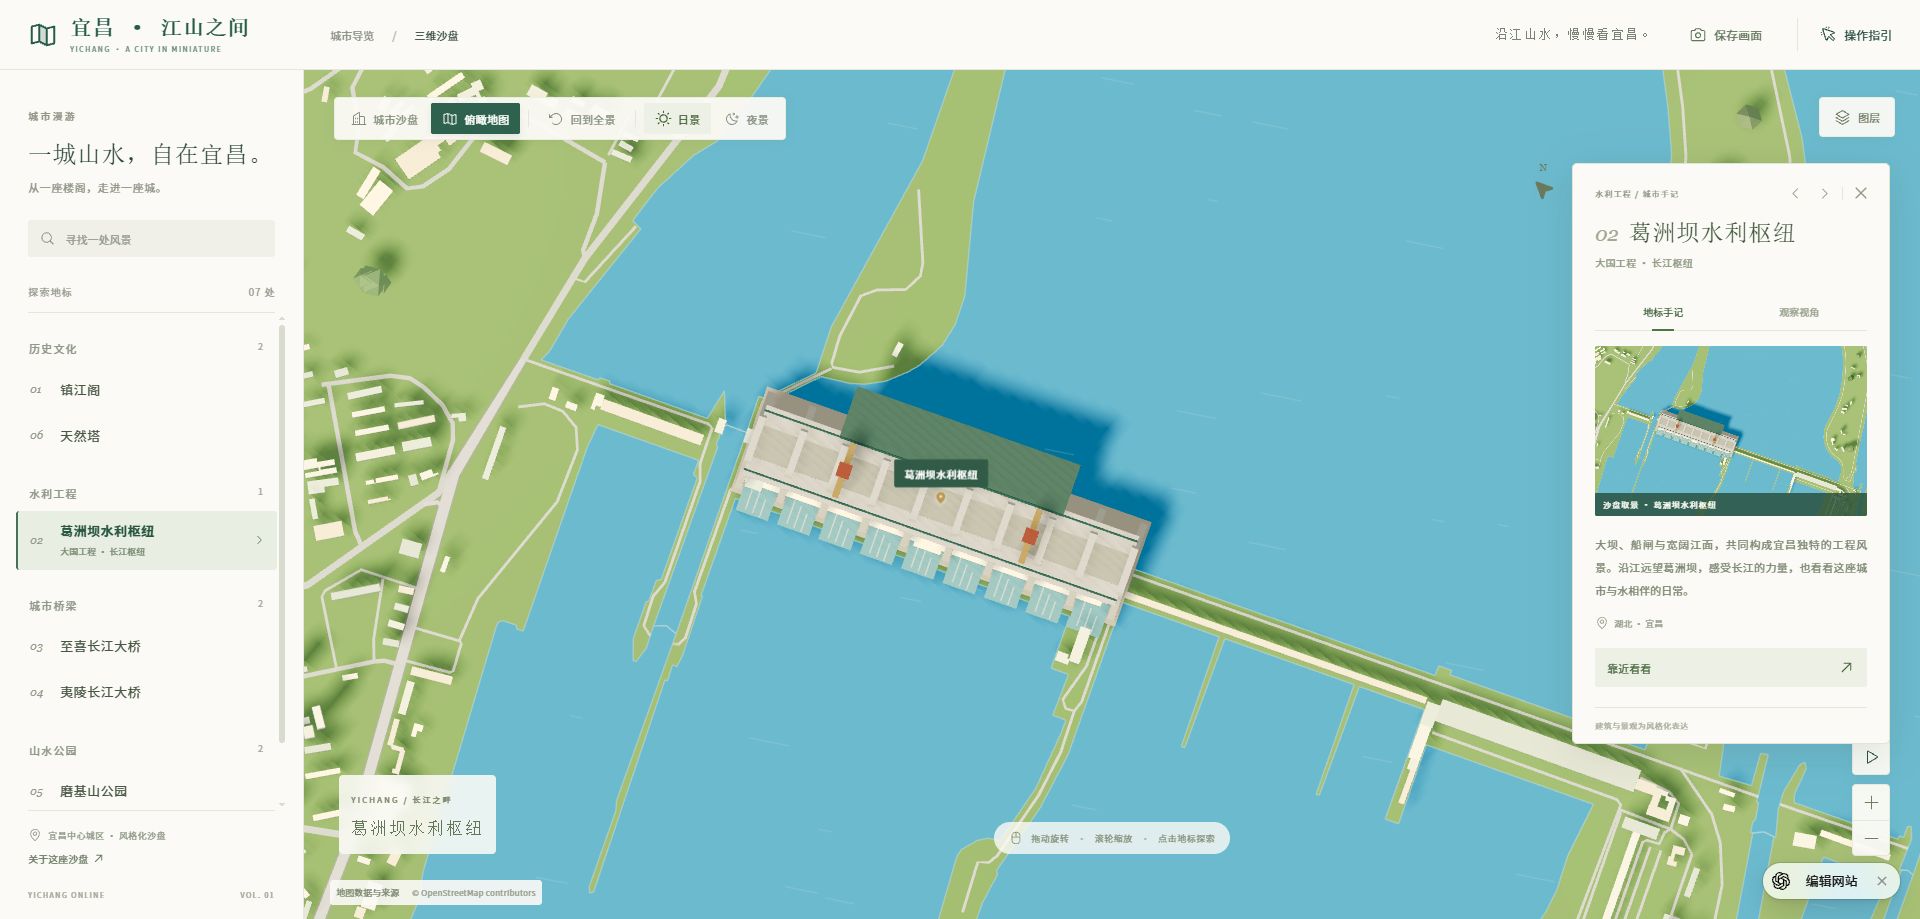 宜昌 · 江山之间
YICHANG · A CITY IN MINIATURE
城市导览 / 三维沙盘
沿江山水，慢慢看宜昌。
保存画面
操作指引
城市漫游
一城山水，自在宜昌。
从一座楼阁，走进一座城。
寻找一处风景
探索地标 07 处
历史文化 2
01 镇江阁
06 天然塔
水利工程 1
02 葛洲坝水利枢纽
大国工程 · 长江枢纽
城市桥梁 2
03 至喜长江大桥
04 夷陵长江大桥
山水公园 2
05 磨基山公园
宜昌中心城区 · 风格化沙盘
关于这座沙盘
YICHANG ONLINE VOL. 01
城市沙盘
俯瞰地图
回到全景
日景
夜景
图层
N
葛洲坝水利枢纽
YICHANG / 长江之畔
葛洲坝水利枢纽
地图数据与来源 © OpenStreetMap contributors
拖动旋转 · 滚轮缩放 · 点击地标探索
水利工程 / 城市手记
02 葛洲坝水利枢纽
大国工程 · 长江枢纽
地标手记
观察视角
沙盘取景 · 葛洲坝水利枢纽
大坝、船闸与宽阔江面，共同构成宜昌独特的工程风
景。沿江远望葛洲坝，感受长江的力量，也看看这座城
市与水相伴的日常。
湖北 · 宜昌
靠近看看
建筑与景观为风格化表达
编辑网站